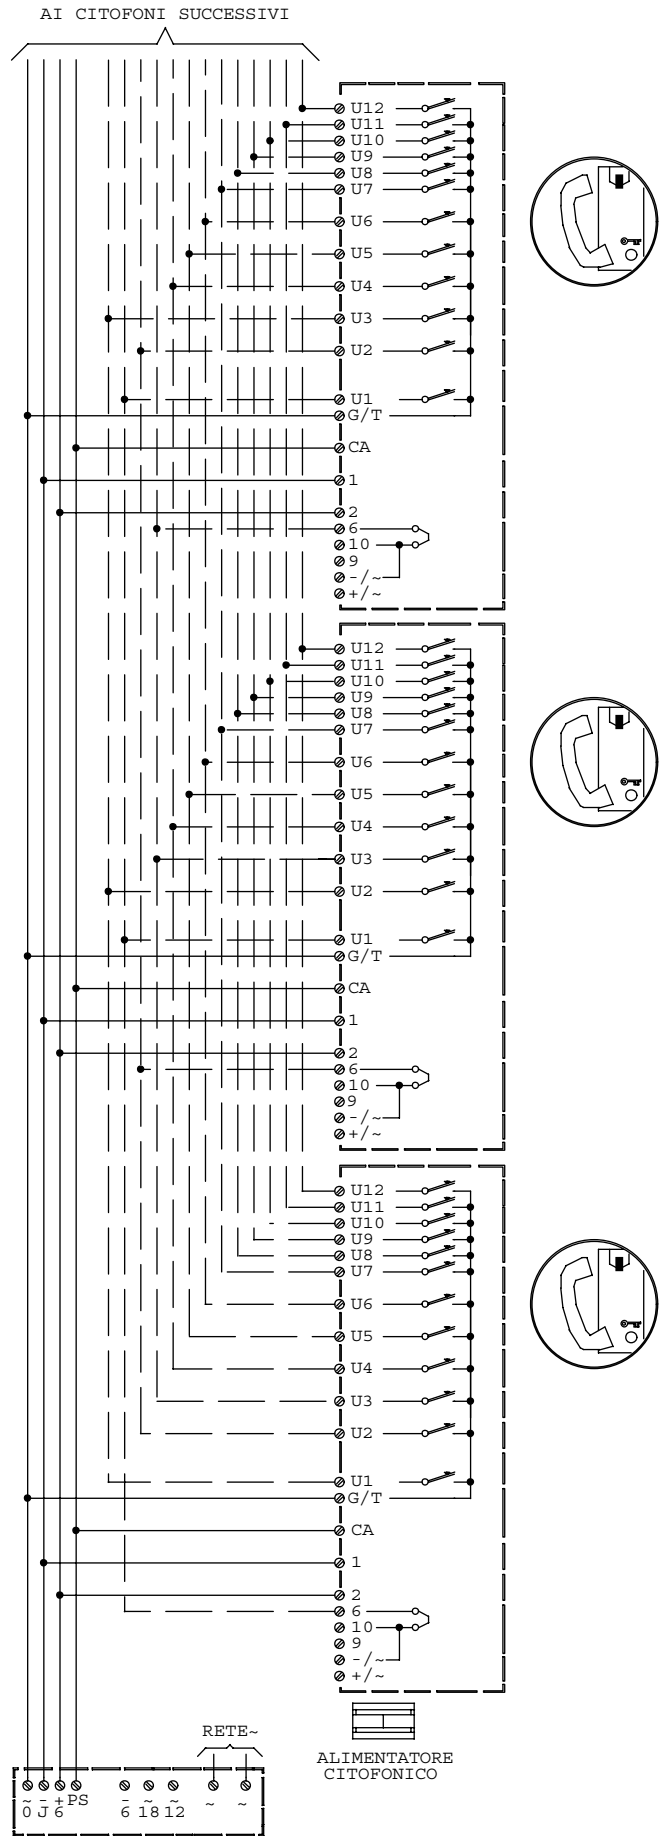 AI CITOFONI SUCCESSIVI
U12
U11
U10
U9
U8
U7
U6
U5
U4
U3
U2
U1
G/T
CA
1
2
6
10
9
-/~
+/~
U12
U11
U10
U9
U8
U7
U6
U5
U4
U3
U2
U1
G/T
CA
1
2
6
10
9
-/~
+/~
U12
U11
U10
U9
U8
U7
U6
U5
U4
U3
U2
U1
G/T
CA
1
2
6
10
9
-/~
+/~
RETE~
ALIMENTATORE
CITOFONICO
~ - + PS - ~ ~ ~ ~
0 J 6 6 18 12